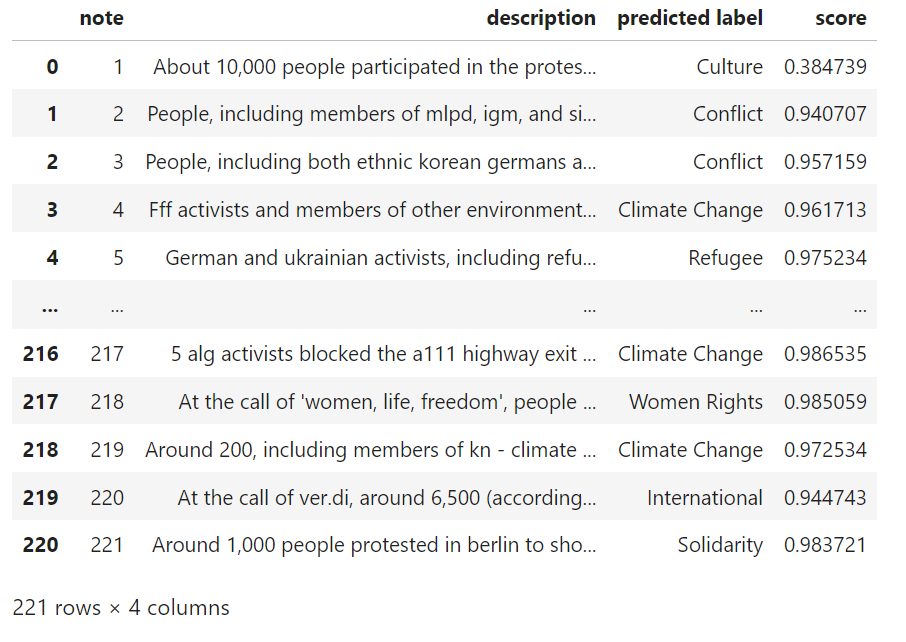 note description predicted label score
0 1 About 10,000 people participated in the protes... Culture 0.384739
1 2 People, including members of mlpd, igm, and si... Conflict 0.940707
2 3 People, including both ethnic korean germans a... Conflict 0.957159
3 4 Fff activists and members of other environment... Climate Change 0.961713
4 5 German and ukrainian activists, including refu... Refugee 0.975234
... ... ... ... ...
216 217 5 alg activists blocked the a111 highway exit ... Climate Change 0.986535
217 218 At the call of 'women, life, freedom', people ... Women Rights 0.985059
218 219 Around 200, including members of kn - climate ... Climate Change 0.972534
219 220 At the call of ver.di, around 6,500 (according... International 0.944743
220 221 Around 1,000 people protested in berlin to sho... Solidarity 0.983721
221 rows × 4 columns